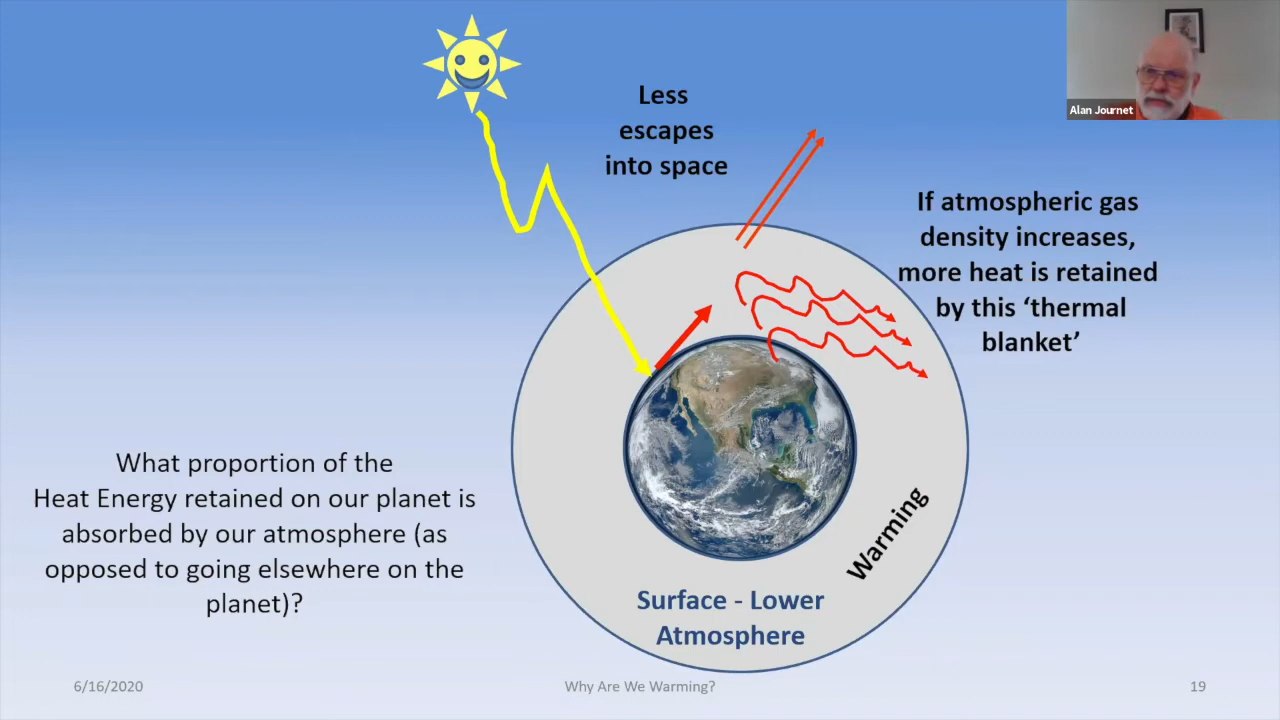 Less
escapes
into space
Alan Journet
If atmospheric gas
density increases,
more heat is retained
by this ‘thermal
blanket’
What proportion of the
Heat Energy retained on our planet is
absorbed by our atmosphere (as
opposed to going elsewhere on the
planet)?
Warming
Surface - Lower
Atmosphere
6/16/2020
Why Are We Warming?
19